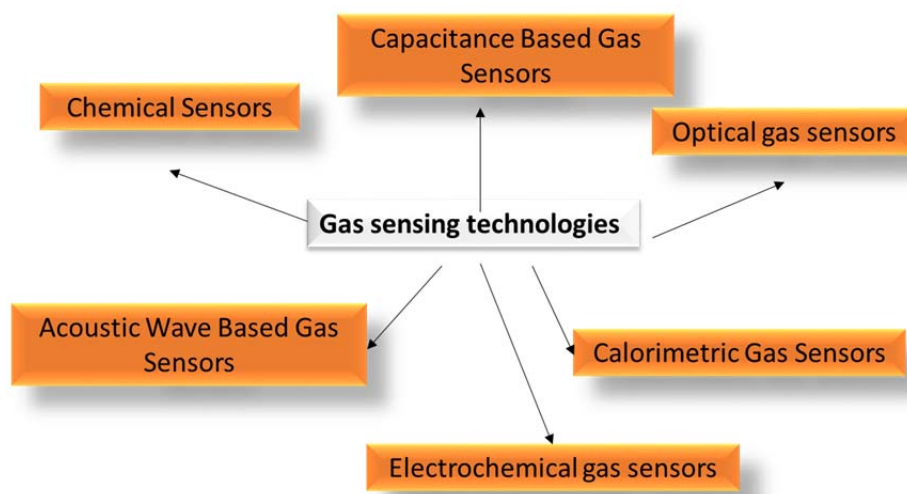 Capacitance Based Gas
Sensors
Chemical Sensors
Optical gas sensors
Gas sensing technologies
Acoustic Wave Based Gas
Sensors
Calorimetric Gas Sensors
Electrochemical gas sensors